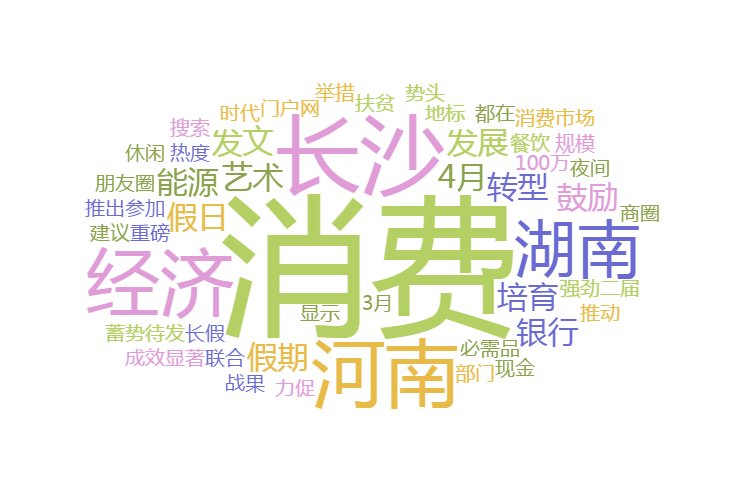 举措
势头
扶贫
时代
门户网
地标
都在
消费市场
搜索
发文
长沙
发展
餐饮
规模
休闲
热度
100万
夜间
朋友圈
能源
艺术
4月
转型
鼓励
推出
参加
假日
商圈
建议
重磅
消费
湖南
经济
培育
强劲
二届
显示
3月
推动
银行
蓄势待发
长假
成效显著
联合
假期
河南
必需品
现金
部门
战果
力促